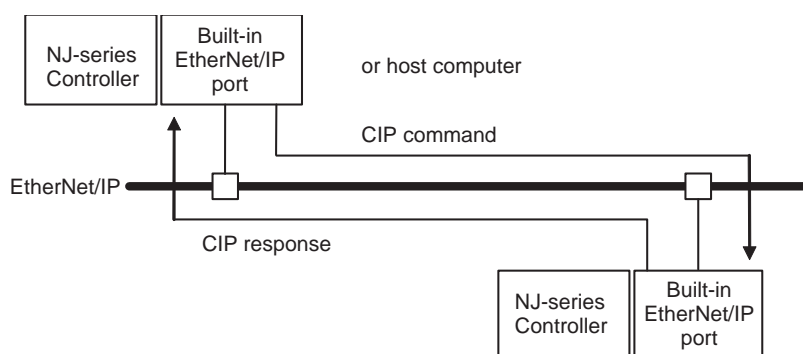 NJ-series
Controller
Built-in
EtherNet/IP
port
or host computer
CIP command
EtherNet/IP
CIP response
NJ-series
Controller
Built-in
EtherNet/IP
port